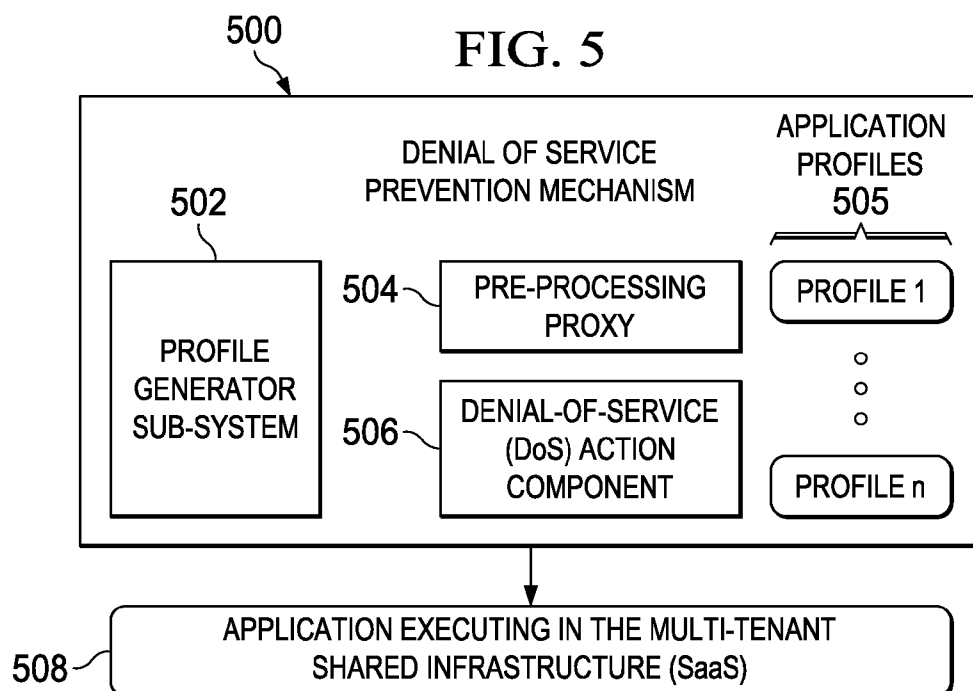 FIG. 5
500
DENIAL OF SERVICE
PREVENTION MECHANISM
APPLICATION
PROFILES
505
502
PROFILE
GENERATOR
SUB-SYSTEM
504
PRE-PROCESSING
PROXY
506
DENIAL-OF-SERVICE
(DoS) ACTION
COMPONENT
PROFILE 1
PROFILE n
APPLICATION EXECUTING IN THE MULTI-TENANT
SHARED INFRASTRUCTURE (SaaS)
508